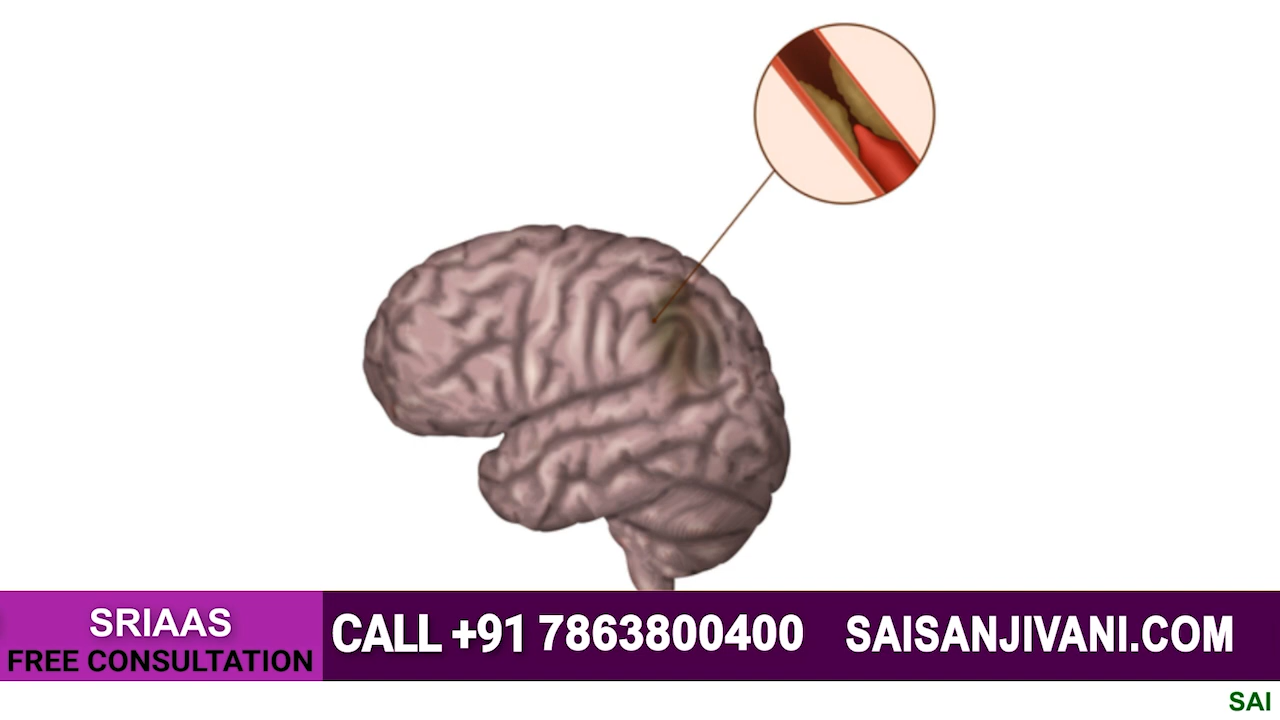 SRIAAS
FREE CONSULTATION
CALL +91 7863800400 SAISANJIVANI.COM
SAI